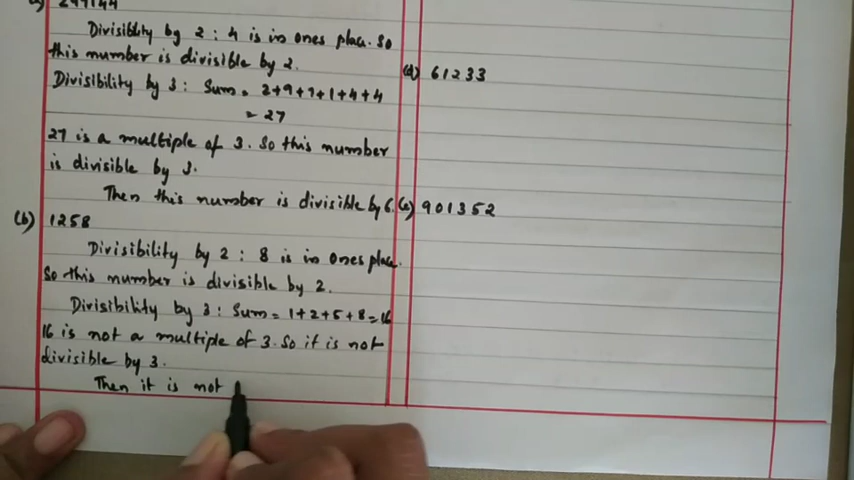 a) 297144
Divisiblity by 2 : 4 is in ones place. So
this number is divisible by 2.
Divisibility by 3 : Sum = 2+9+7+1+4+4
= 27
27 is a multiple of 3. So this number
is divisible by 3.
Then this number is divisible by 6.
(b) 1258
Divisibility by 2 : 8 is in ones place.
So this number is divisible by 2.
Divisibility by 3 : Sum = 1+2+5+8=16
16 is not a multiple of 3. So it is not
divisible by 3.
Then it is not
(d) 61233
(e) 901352